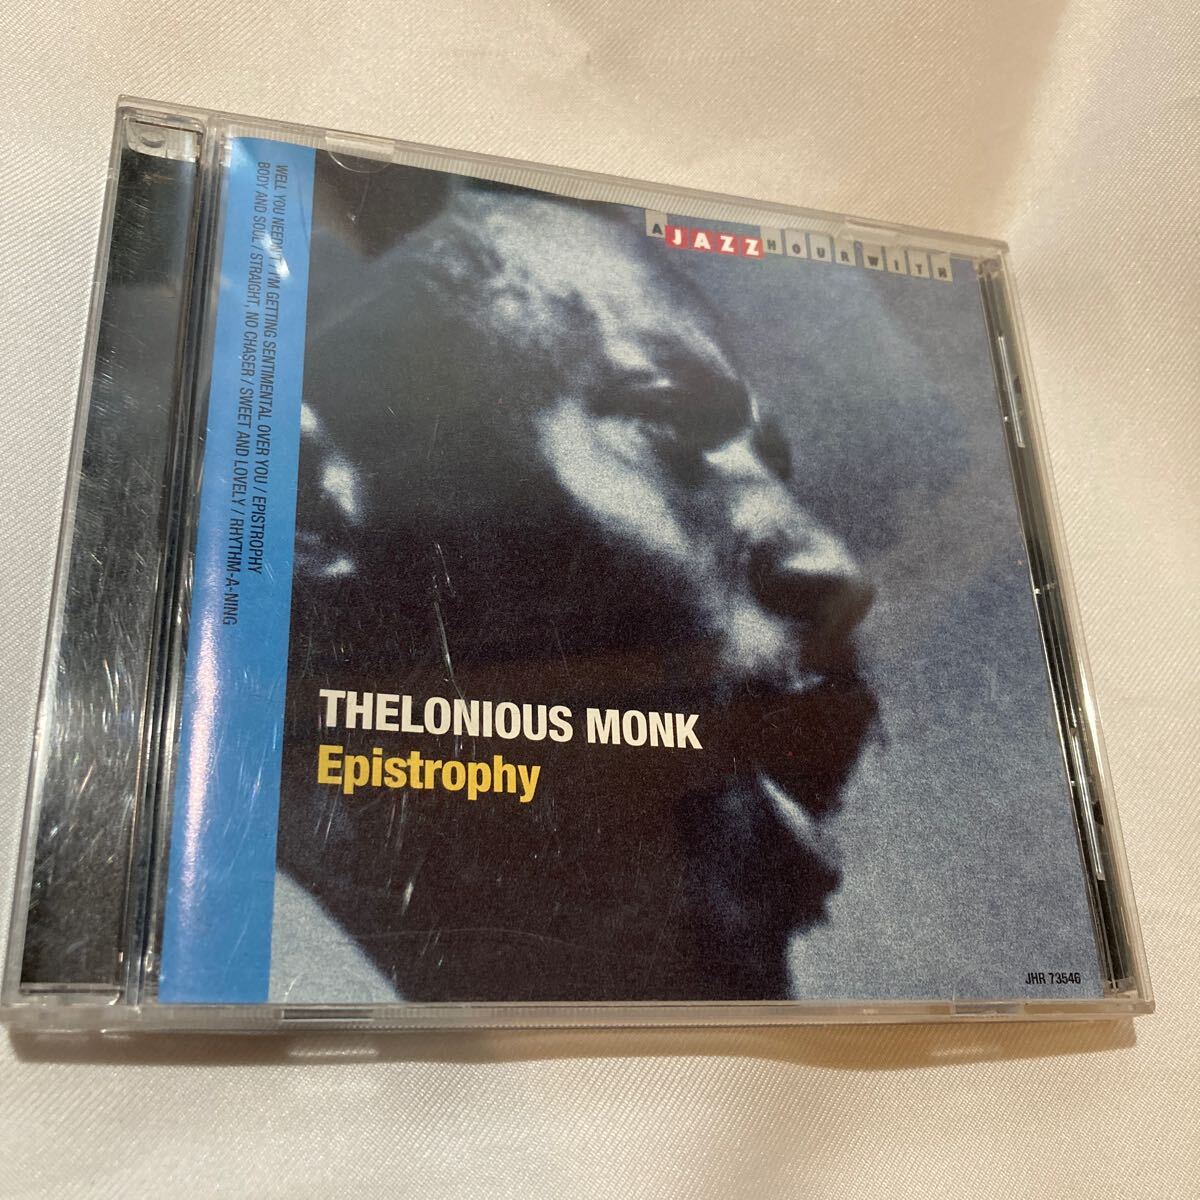 A JAZZ HOUR WITH
WELL YOU NEEDN'T / I'M GETTING SENTIMENTAL OVER YOU / EPISTROPHY
BODY AND SOUL / STRAIGHT, NO CHASER / SWEET AND LOVELY / RHYTHM-A-NING
THELONIOUS MONK
Epistrophy
JHR 73546